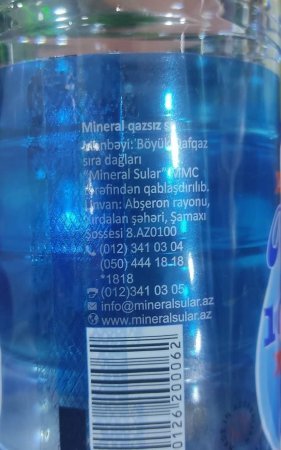 Mineral qazsız su
Mənbəyi: Böyük Qafqaz
sıra dağları
"Mineral Sular" MMC
tərəfindən qablaşdırılıb.
Ünvan: Abşeron rayonu,
Xırdalan şəhəri, Şamaxı
Şossesi 8.AZ0100
(012) 341 03 04
(050) 444 18.18
*1818
(012)341 03 05
info@mineralsular.az
www.mineralsular.az
0126200062